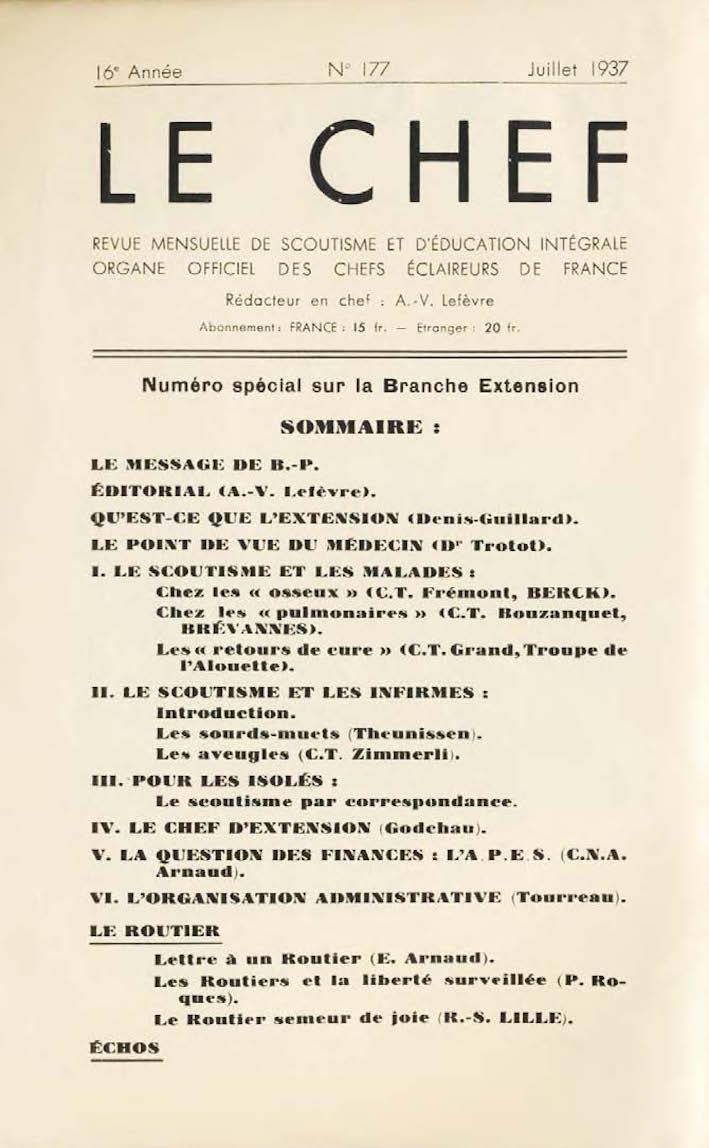 16e Année N° 177 Juillet 1937
LE CHEF
REVUE MENSUELLE DE SCOUTISME ET D'ÉDUCATION INTÉGRALE
ORGANE OFFICIEL DES CHEFS ÉCLAIREURS DE FRANCE
Rédacteur en chef : A.-V. Lefèvre
Abonnement : FRANCE : 15 fr. — Etranger : 20 fr.
Numéro spécial sur la Branche Extension
SOMMAIRE :
LE MESSAGE DE B.-P.
ÉDITORIAL (A.-V. Lefèvre).
QU'EST-CE QUE L'EXTENSION (Denis-Guillard).
LE POINT DE VUE DU MÉDECIN (Dr Trotot).
I. LE SCOUTISME ET LES MALADES :
Chez les « osseux » (C.T. Frémont, BERCK).
Chez les « pulmonaires » (C.T. Bouzanquet,
BRÉVANNES).
Les « retours de cure » (C.T. Grand, Troupe de
l'Alouette).
II. LE SCOUTISME ET LES INFIRMES :
Introduction.
Les sourds-muets (Theunissen).
Les aveugles (C.T. Zimmerli).
III. POUR LES ISOLÉS :
Le scoutisme par correspondance.
IV. LE CHEF D'EXTENSION (Godchau).
V. LA QUESTION DES FINANCES : L'A.P.E.S. (C.N.A.
Arnaud).
VI. L'ORGANISATION ADMINISTRATIVE (Tourreau).
LE ROUTIER
Lettre à un Routier (E. Arnaud).
Les Routiers et la liberté surveillée (P. Ro-
ques).
Le Routier semeur de joie (R.-S. LILLE).
ÉCHOS